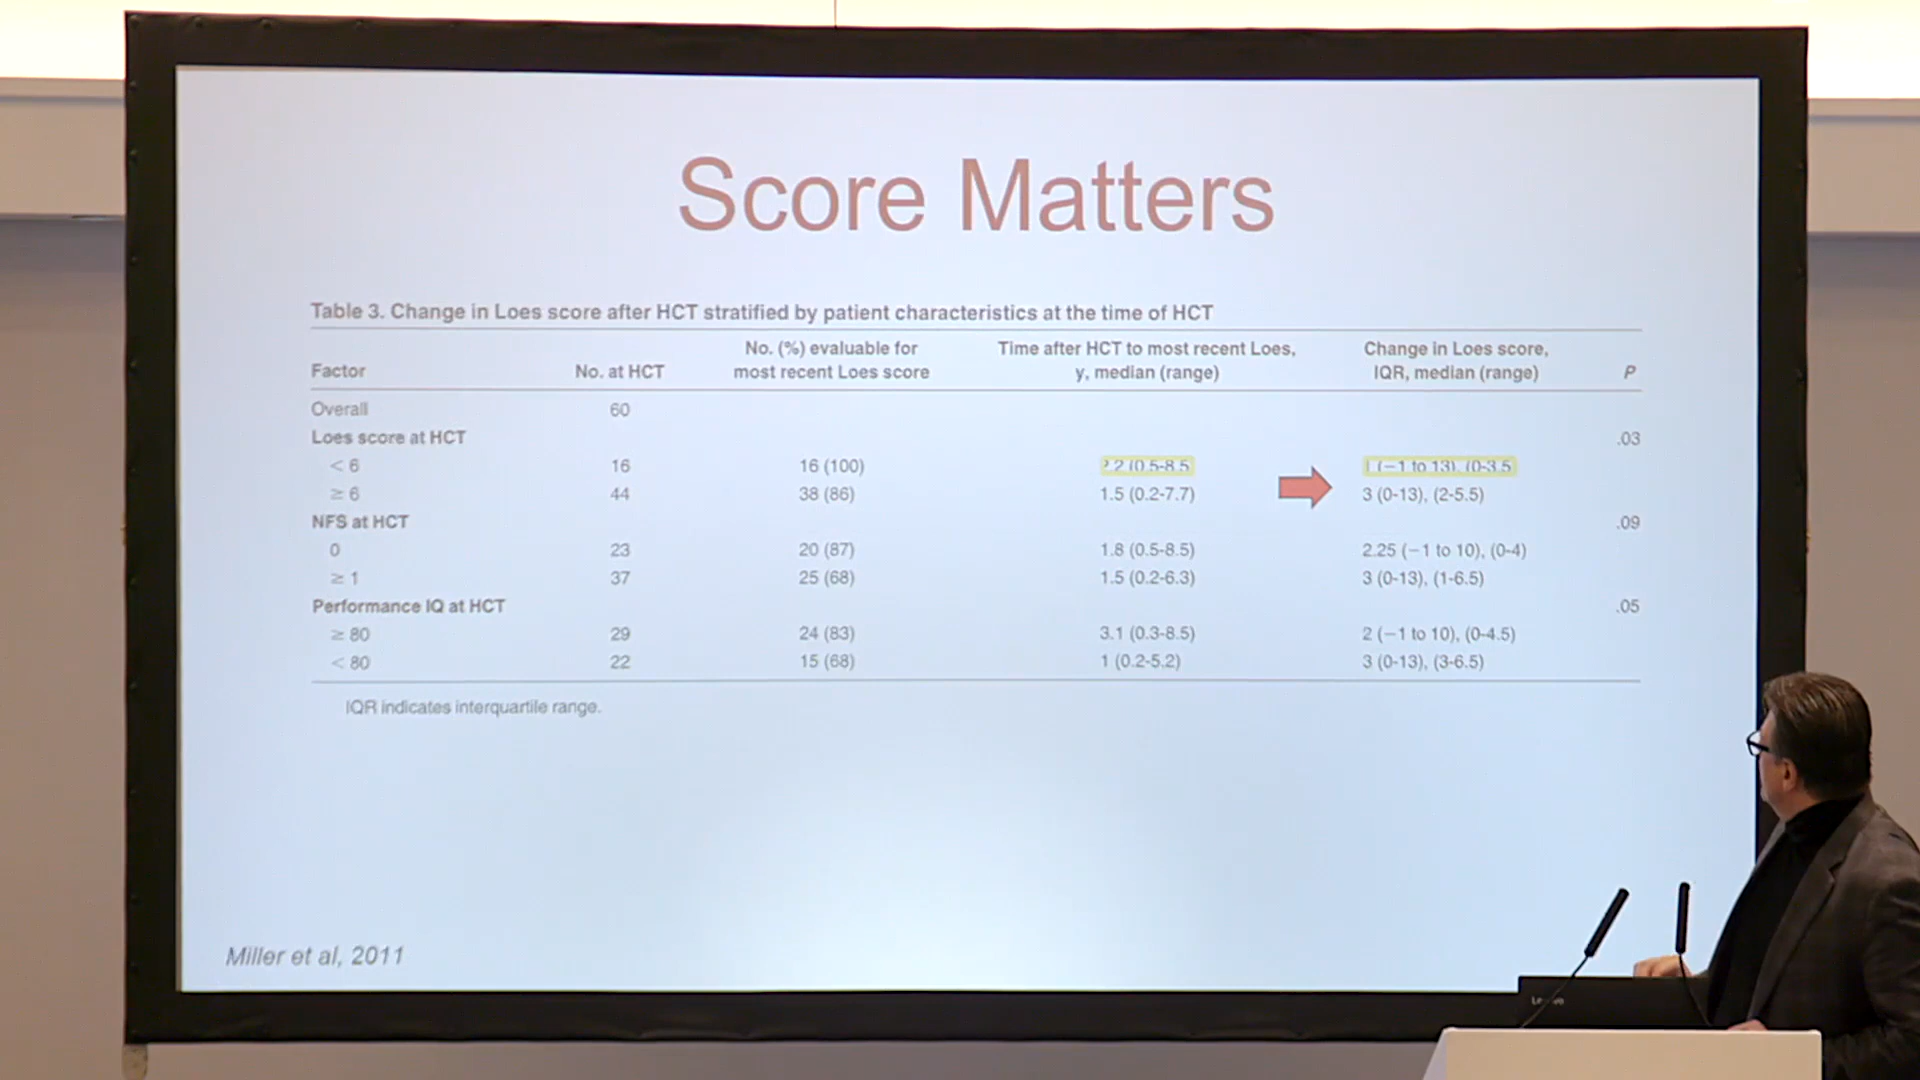 Score Matters
Table 3. Change in Loes score after HCT stratified by patient characteristics at the time of HCT
Factor No. at HCT No. (%) evaluable for most recent Loes score Time after HCT to most recent Loes, y, median (range) Change in Loes score, IQR, median (range) P
Overall 60
Loes score at HCT .03
< 6 16 16 (100) 2.2 (0.5-8.5 (−1 to 13), (0-3.5
≥ 6 44 38 (86) 1.5 (0.2-7.7) 3 (0-13), (2-5.5)
NFS at HCT .09
0 23 20 (87) 1.8 (0.5-8.5) 2.25 (−1 to 10), (0-4)
≥ 1 37 25 (68) 1.5 (0.2-6.3) 3 (0-13), (1-6.5)
Performance IQ at HCT .05
≥ 80 29 24 (83) 3.1 (0.3-8.5) 2 (−1 to 10), (0-4.5)
< 80 22 15 (68) 1 (0.2-5.2) 3 (0-13), (3-6.5)
IQR indicates interquartile range.
Miller et al, 2011